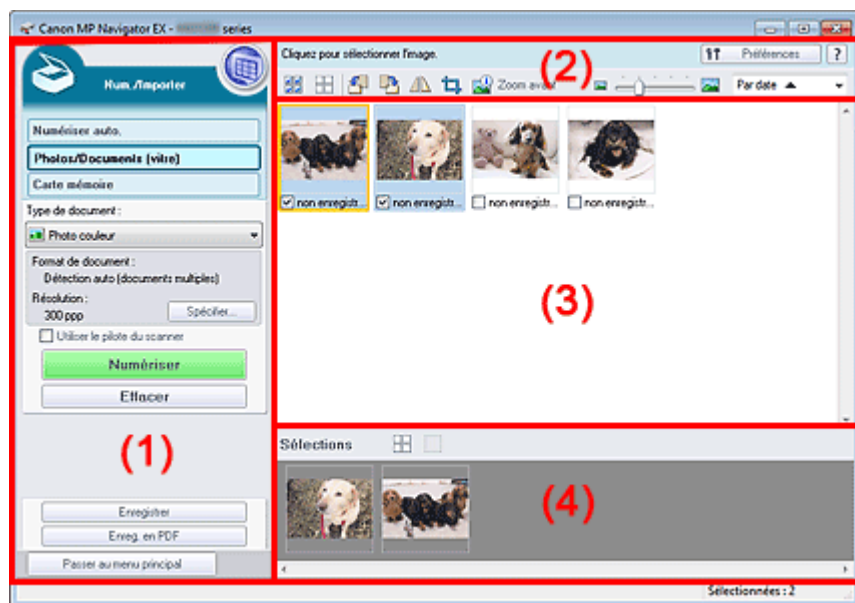 Canon MP Navigator EX - series
Num./Importer
Numériser auto.
Photos/Documents (vitre)
Carte mémoire
Type de document :
Photo couleur
Format de document :
Détection auto (documents multiples)
Résolution :
300 ppp
Spécifier...
Utiliser le pilote du scanner
Numériser
Effacer
(1)
Enregistrer
Enreg. en PDF
Passer au menu principal
Cliquez pour sélectionner l'image.
Préférences
?
(2)
Zoom avant
Par date
non enregistr...
non enregistr...
non enregistr...
non enregistr...
(3)
Sélections
(4)
Sélectionnées : 2